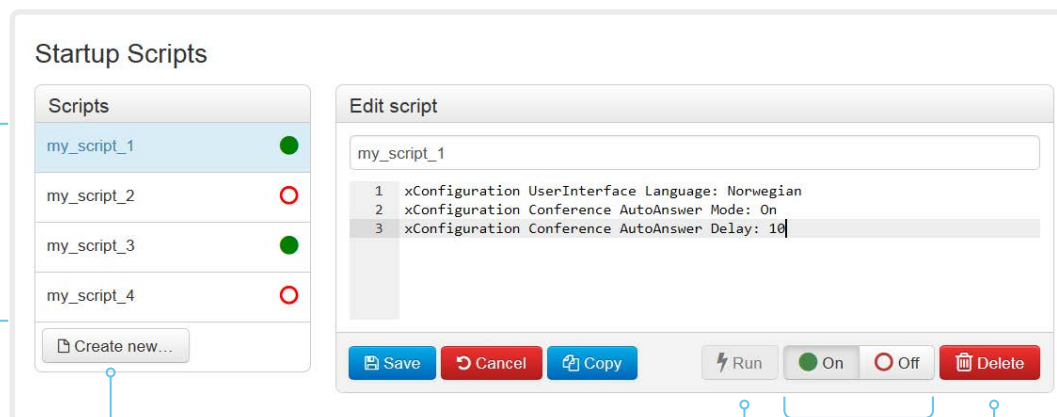 Startup Scripts
Scripts
my_script_1
my_script_2
my_script_3
my_script_4
Create new...
Edit script
my_script_1
1 xConfiguration UserInterface Language: Norwegian
2 xConfiguration Conference AutoAnswer Mode: On
3 xConfiguration Conference AutoAnswer Delay: 10
Save Cancel Copy Run On Off Delete